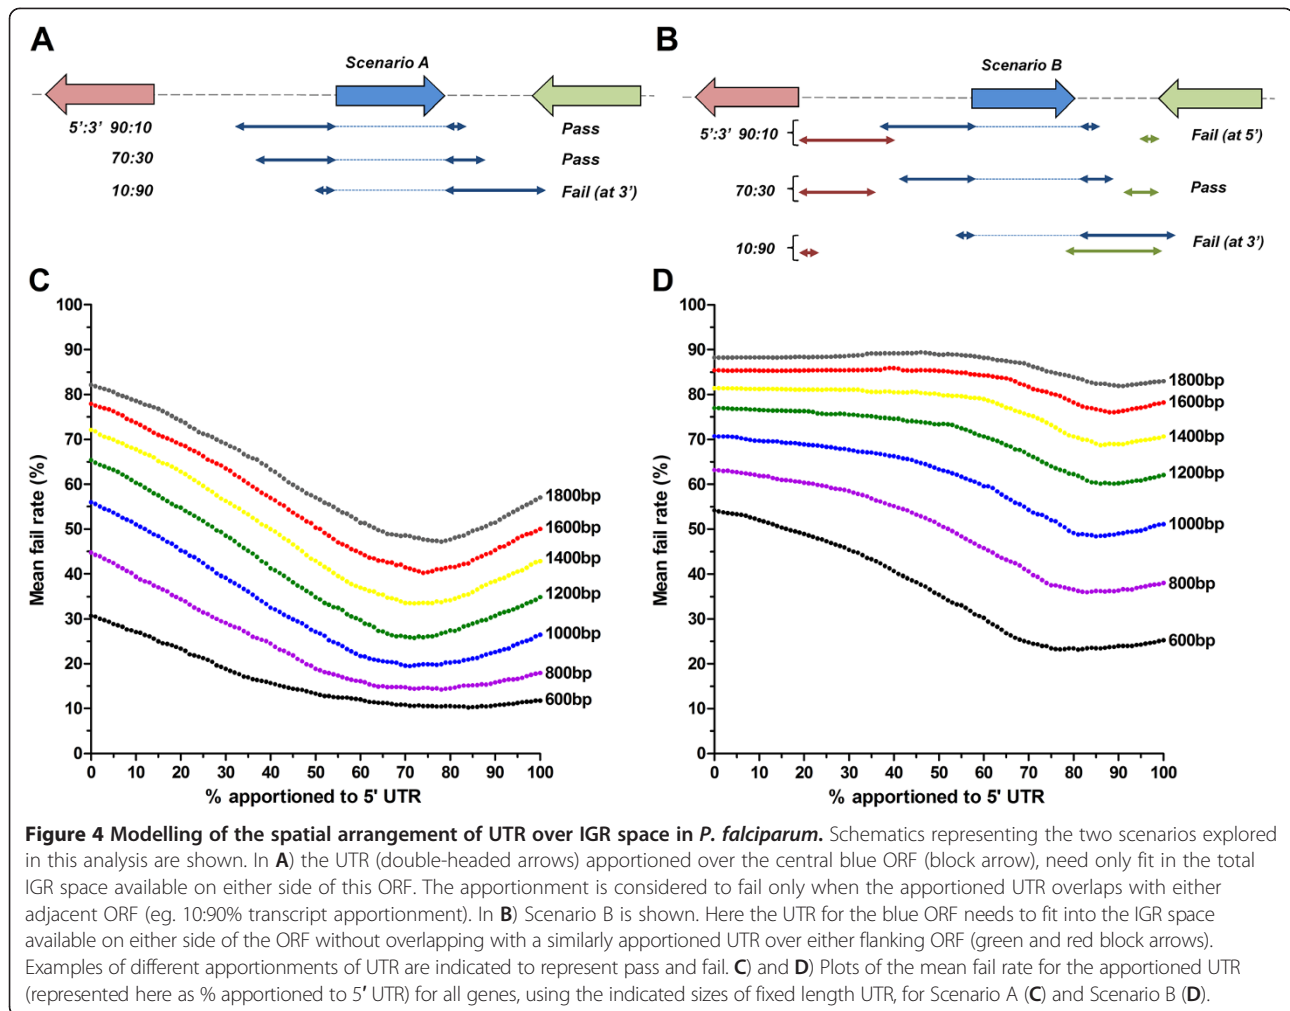 A
Scenario A
5':3' 90:10
Pass
70:30
Pass
10:90
Fail (at 3')
B
Scenario B
5':3' 90:10
Fail (at 5')
70:30
Pass
10:90
Fail (at 3')
C
100
90
80
70
60
50
40
30
20
10
0
Mean fail rate (%)
0 10 20 30 40 50 60 70 80 90 100
% apportioned to 5' UTR
1800bp
1600bp
1400bp
1200bp
1000bp
800bp
600bp
D
100
90
80
70
60
50
40
30
20
10
0
Mean fail rate (%)
0 10 20 30 40 50 60 70 80 90 100
% apportioned to 5' UTR
1800bp
1600bp
1400bp
1200bp
1000bp
800bp
600bp
Figure 4 Modelling of the spatial arrangement of UTR over IGR space in P. falciparum. Schematics representing the two scenarios explored
in this analysis are shown. In A) the UTR (double-headed arrows) apportioned over the central blue ORF (block arrow), need only fit in the total
IGR space available on either side of this ORF. The apportionment is considered to fail only when the apportioned UTR overlaps with either
adjacent ORF (eg. 10:90% transcript apportionment). In B) Scenario B is shown. Here the UTR for the blue ORF needs to fit into the IGR space
available on either side of the ORF without overlapping with a similarly apportioned UTR over either flanking ORF (green and red block arrows).
Examples of different apportionments of UTR are indicated to represent pass and fail. C) and D) Plots of the mean fail rate for the apportioned UTR
(represented here as % apportioned to 5′ UTR) for all genes, using the indicated sizes of fixed length UTR, for Scenario A (C) and Scenario B (D).